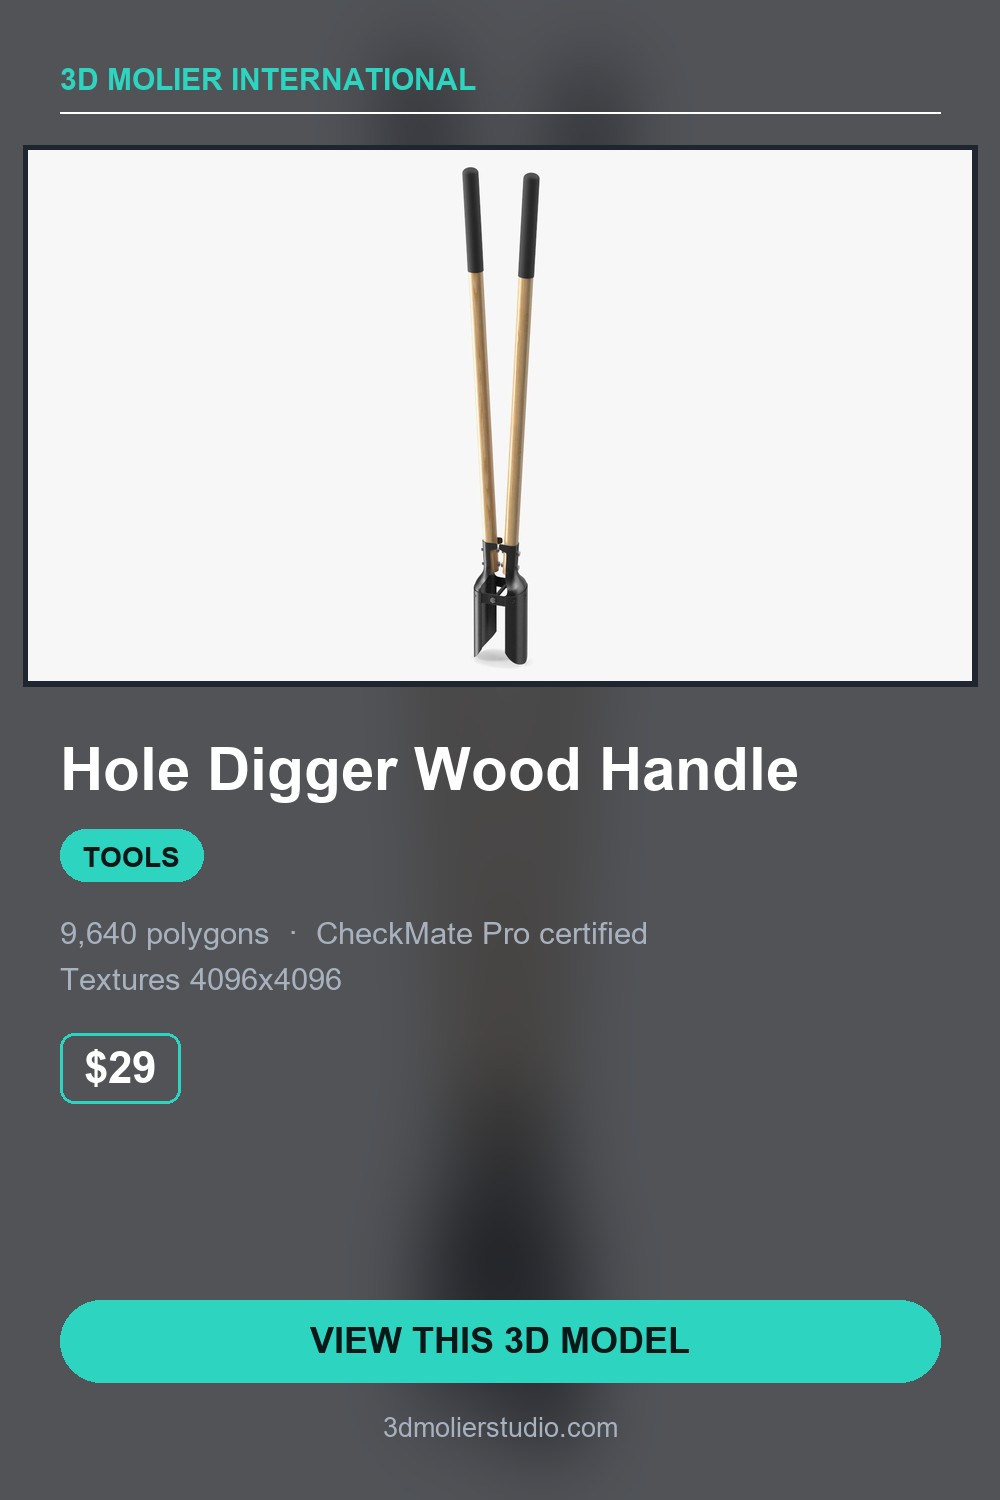 3D MOLIER INTERNATIONAL
Hole Digger Wood Handle
TOOLS
9,640 polygons · CheckMate Pro certified
Textures 4096x4096
$29
VIEW THIS 3D MODEL
3dmolierstudio.com